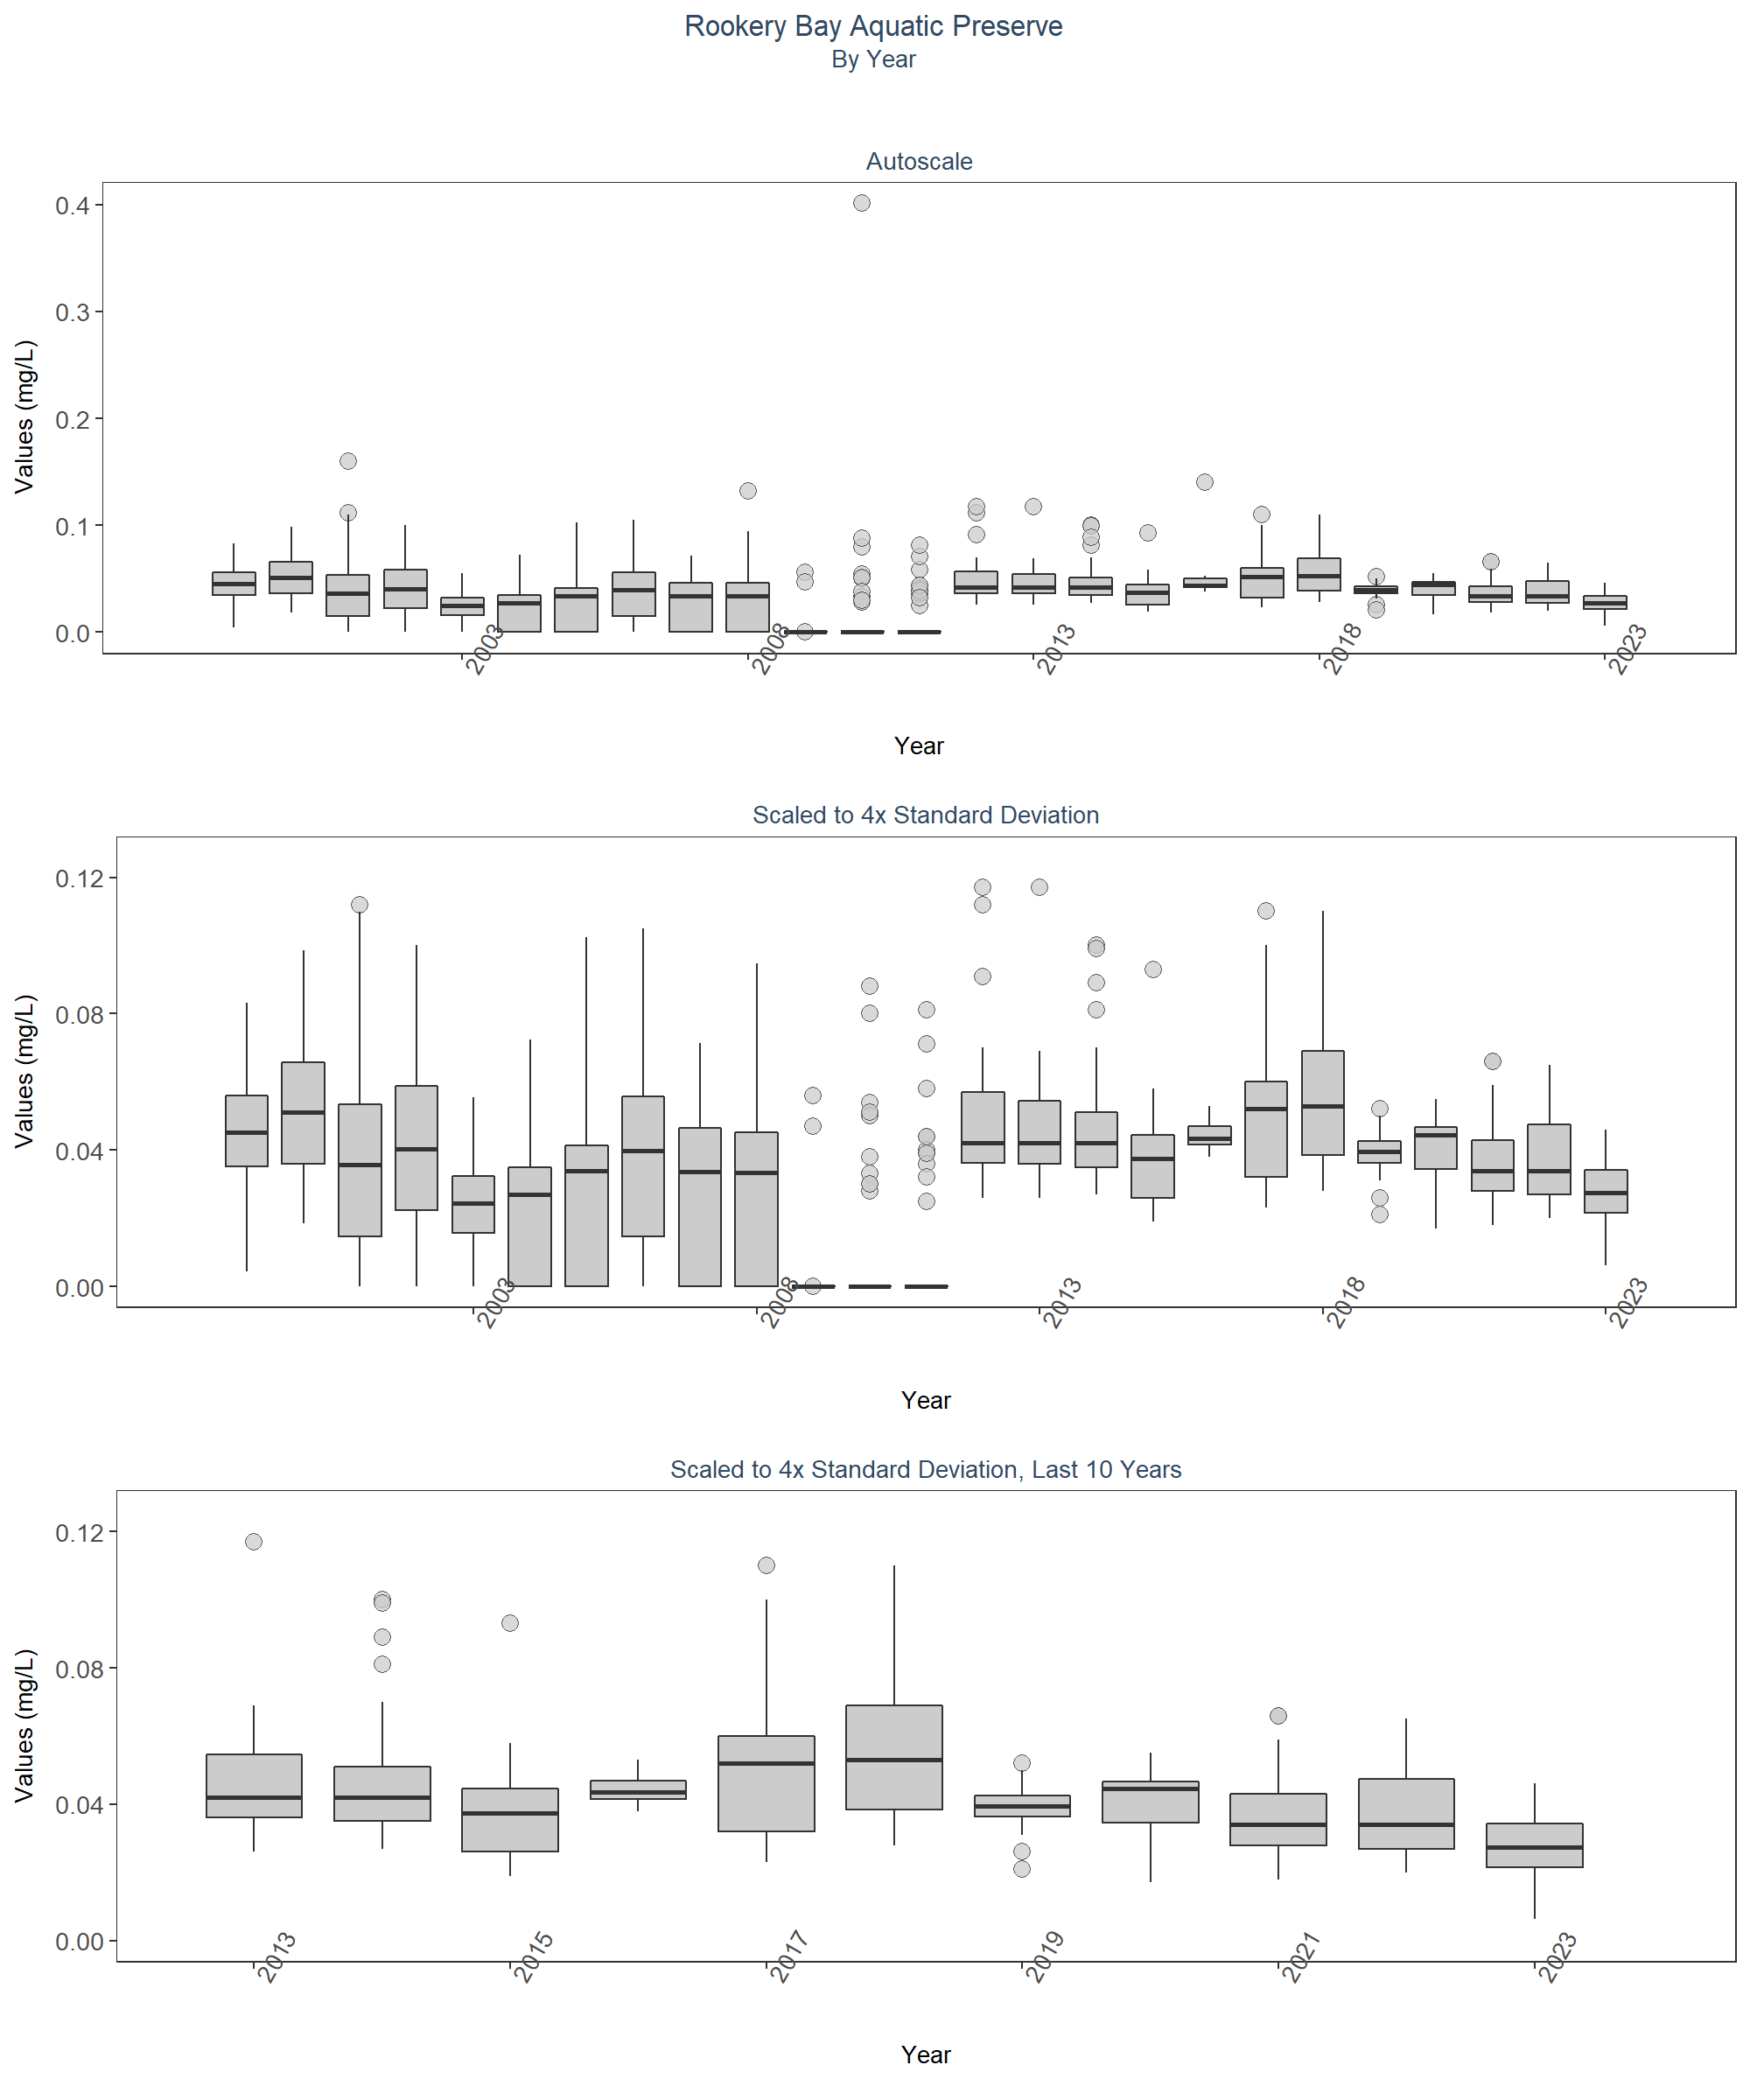 Rookery Bay Aquatic Preserve
By Year
Autoscale
Values (mg/L)
0.4
0.3
0.2
0.1
0.0
2003 2008 2013 2018 2023
Year
Scaled to 4x Standard Deviation
Values (mg/L)
0.12
0.08
0.04
0.00
2003 2008 2013 2018 2023
Year
Scaled to 4x Standard Deviation, Last 10 Years
Values (mg/L)
0.12
0.08
0.04
0.00
2013 2015 2017 2019 2021 2023
Year